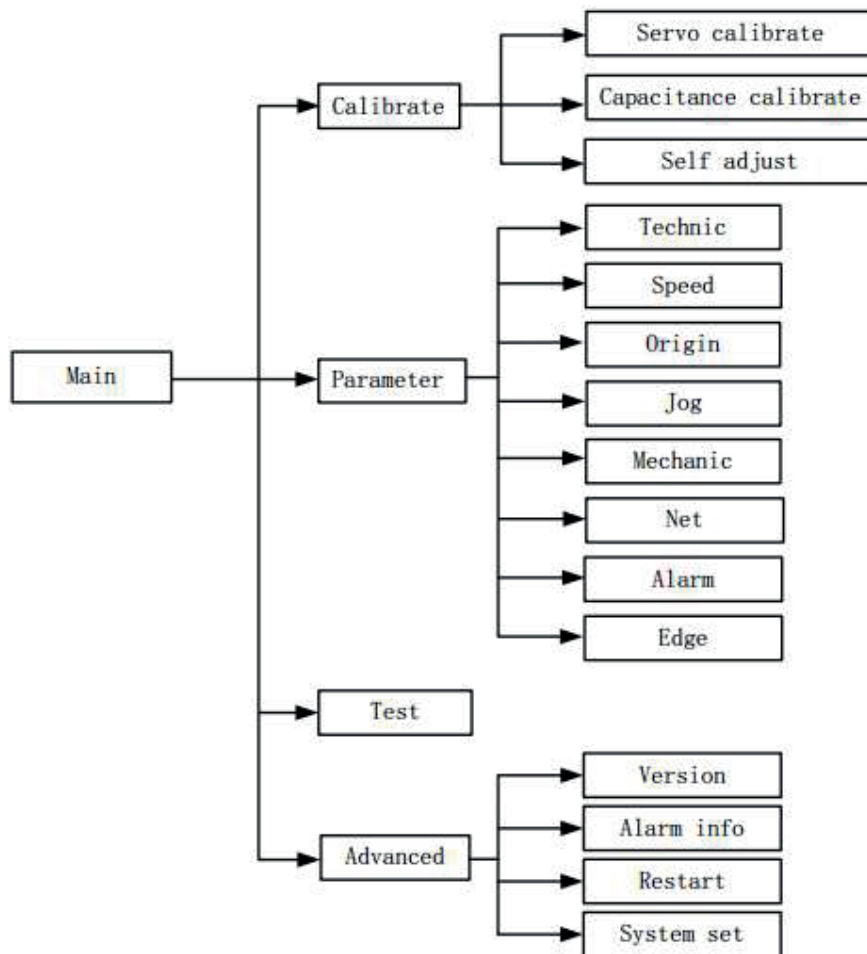 Main
Calibrate
Servo calibrate
Capacitance calibrate
Self adjust
Parameter
Technic
Speed
Origin
Jog
Mechanic
Net
Alarm
Edge
Test
Advanced
Version
Alarm info
Restart
System set